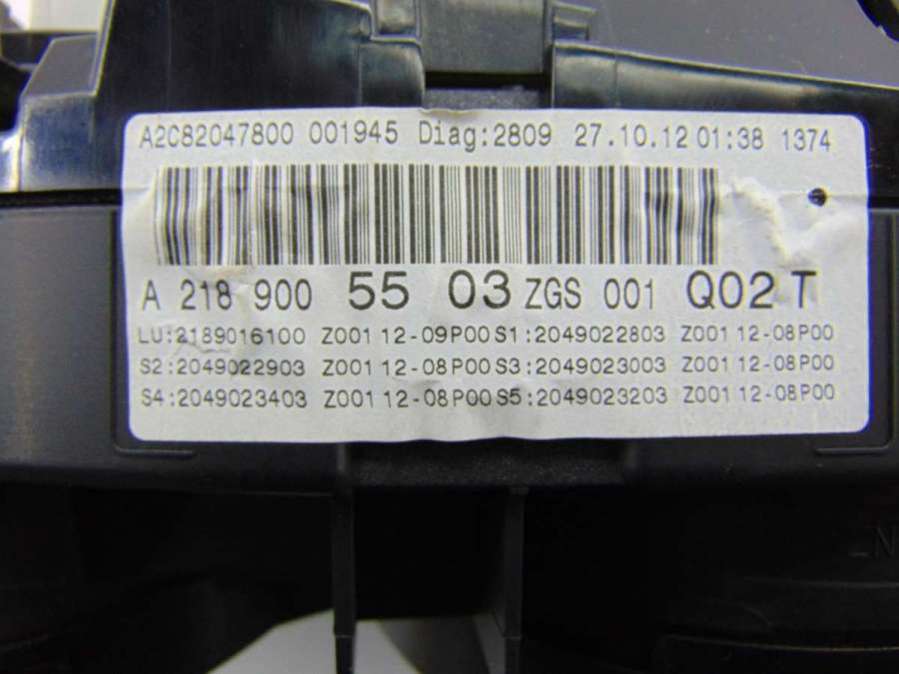 A2C82047800 001945 Diag:2809 27.10.12 01:38 1374
A 218 900 55 03 ZGS 001 Q02 T
LU:2189016100 Z001 12-09P00 S1:2049022803 Z001 12-08P00
S2:2049022903 Z001 12-08P00 S3:2049023003 Z001 12-08P00
S4:2049023403 Z001 12-08P00 S5:2049023203 Z001 12-08P00